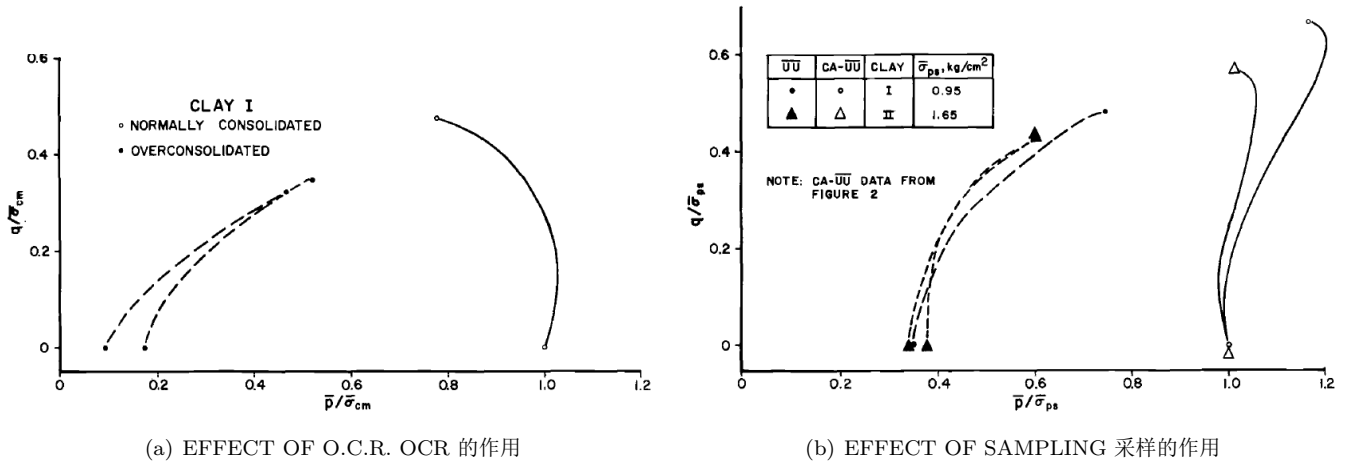 0.6
0.4
0.2
0
q/σ̄cm
CLAY I
○ NORMALLY CONSOLIDATED
● OVERCONSOLIDATED
0 0.2 0.4 0.6 0.8 1.0 1.2
p̄/σ̄cm
(a) EFFECT OF O.C.R. OCR 的作用
0.6
0.4
0.2
0
q/σ̄ps
U̅U̅ CA-U̅U̅ CLAY σ̄ps, kg/cm²
● ○ I 0.95
▲ △ II 1.65
NOTE: CA-U̅U̅ DATA FROM
FIGURE 2
0 0.2 0.4 0.6 0.8 1.0 1.2
p̄/σ̄ps
(b) EFFECT OF SAMPLING 采样的作用